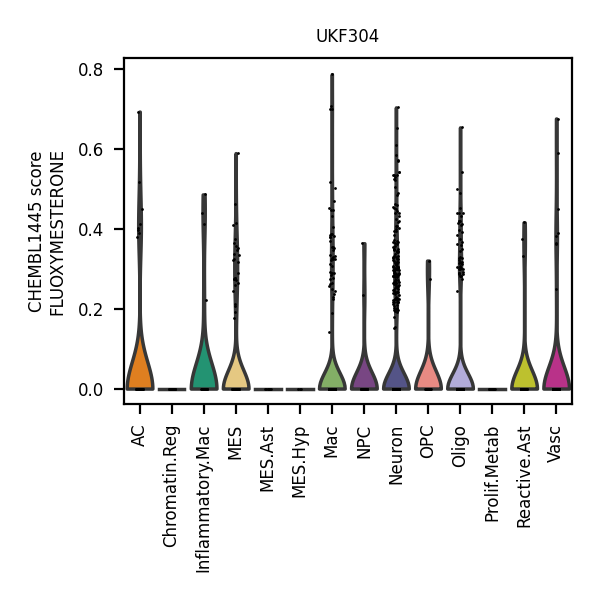 UKF304
CHEMBL1445 score
FLUOXYMESTERONE
0.8
0.6
0.4
0.2
0.0
AC
Chromatin.Reg
Inflammatory.Mac
MES
MES.Ast
MES.Hyp
Mac
NPC
Neuron
OPC
Oligo
Prolif.Metab
Reactive.Ast
Vasc